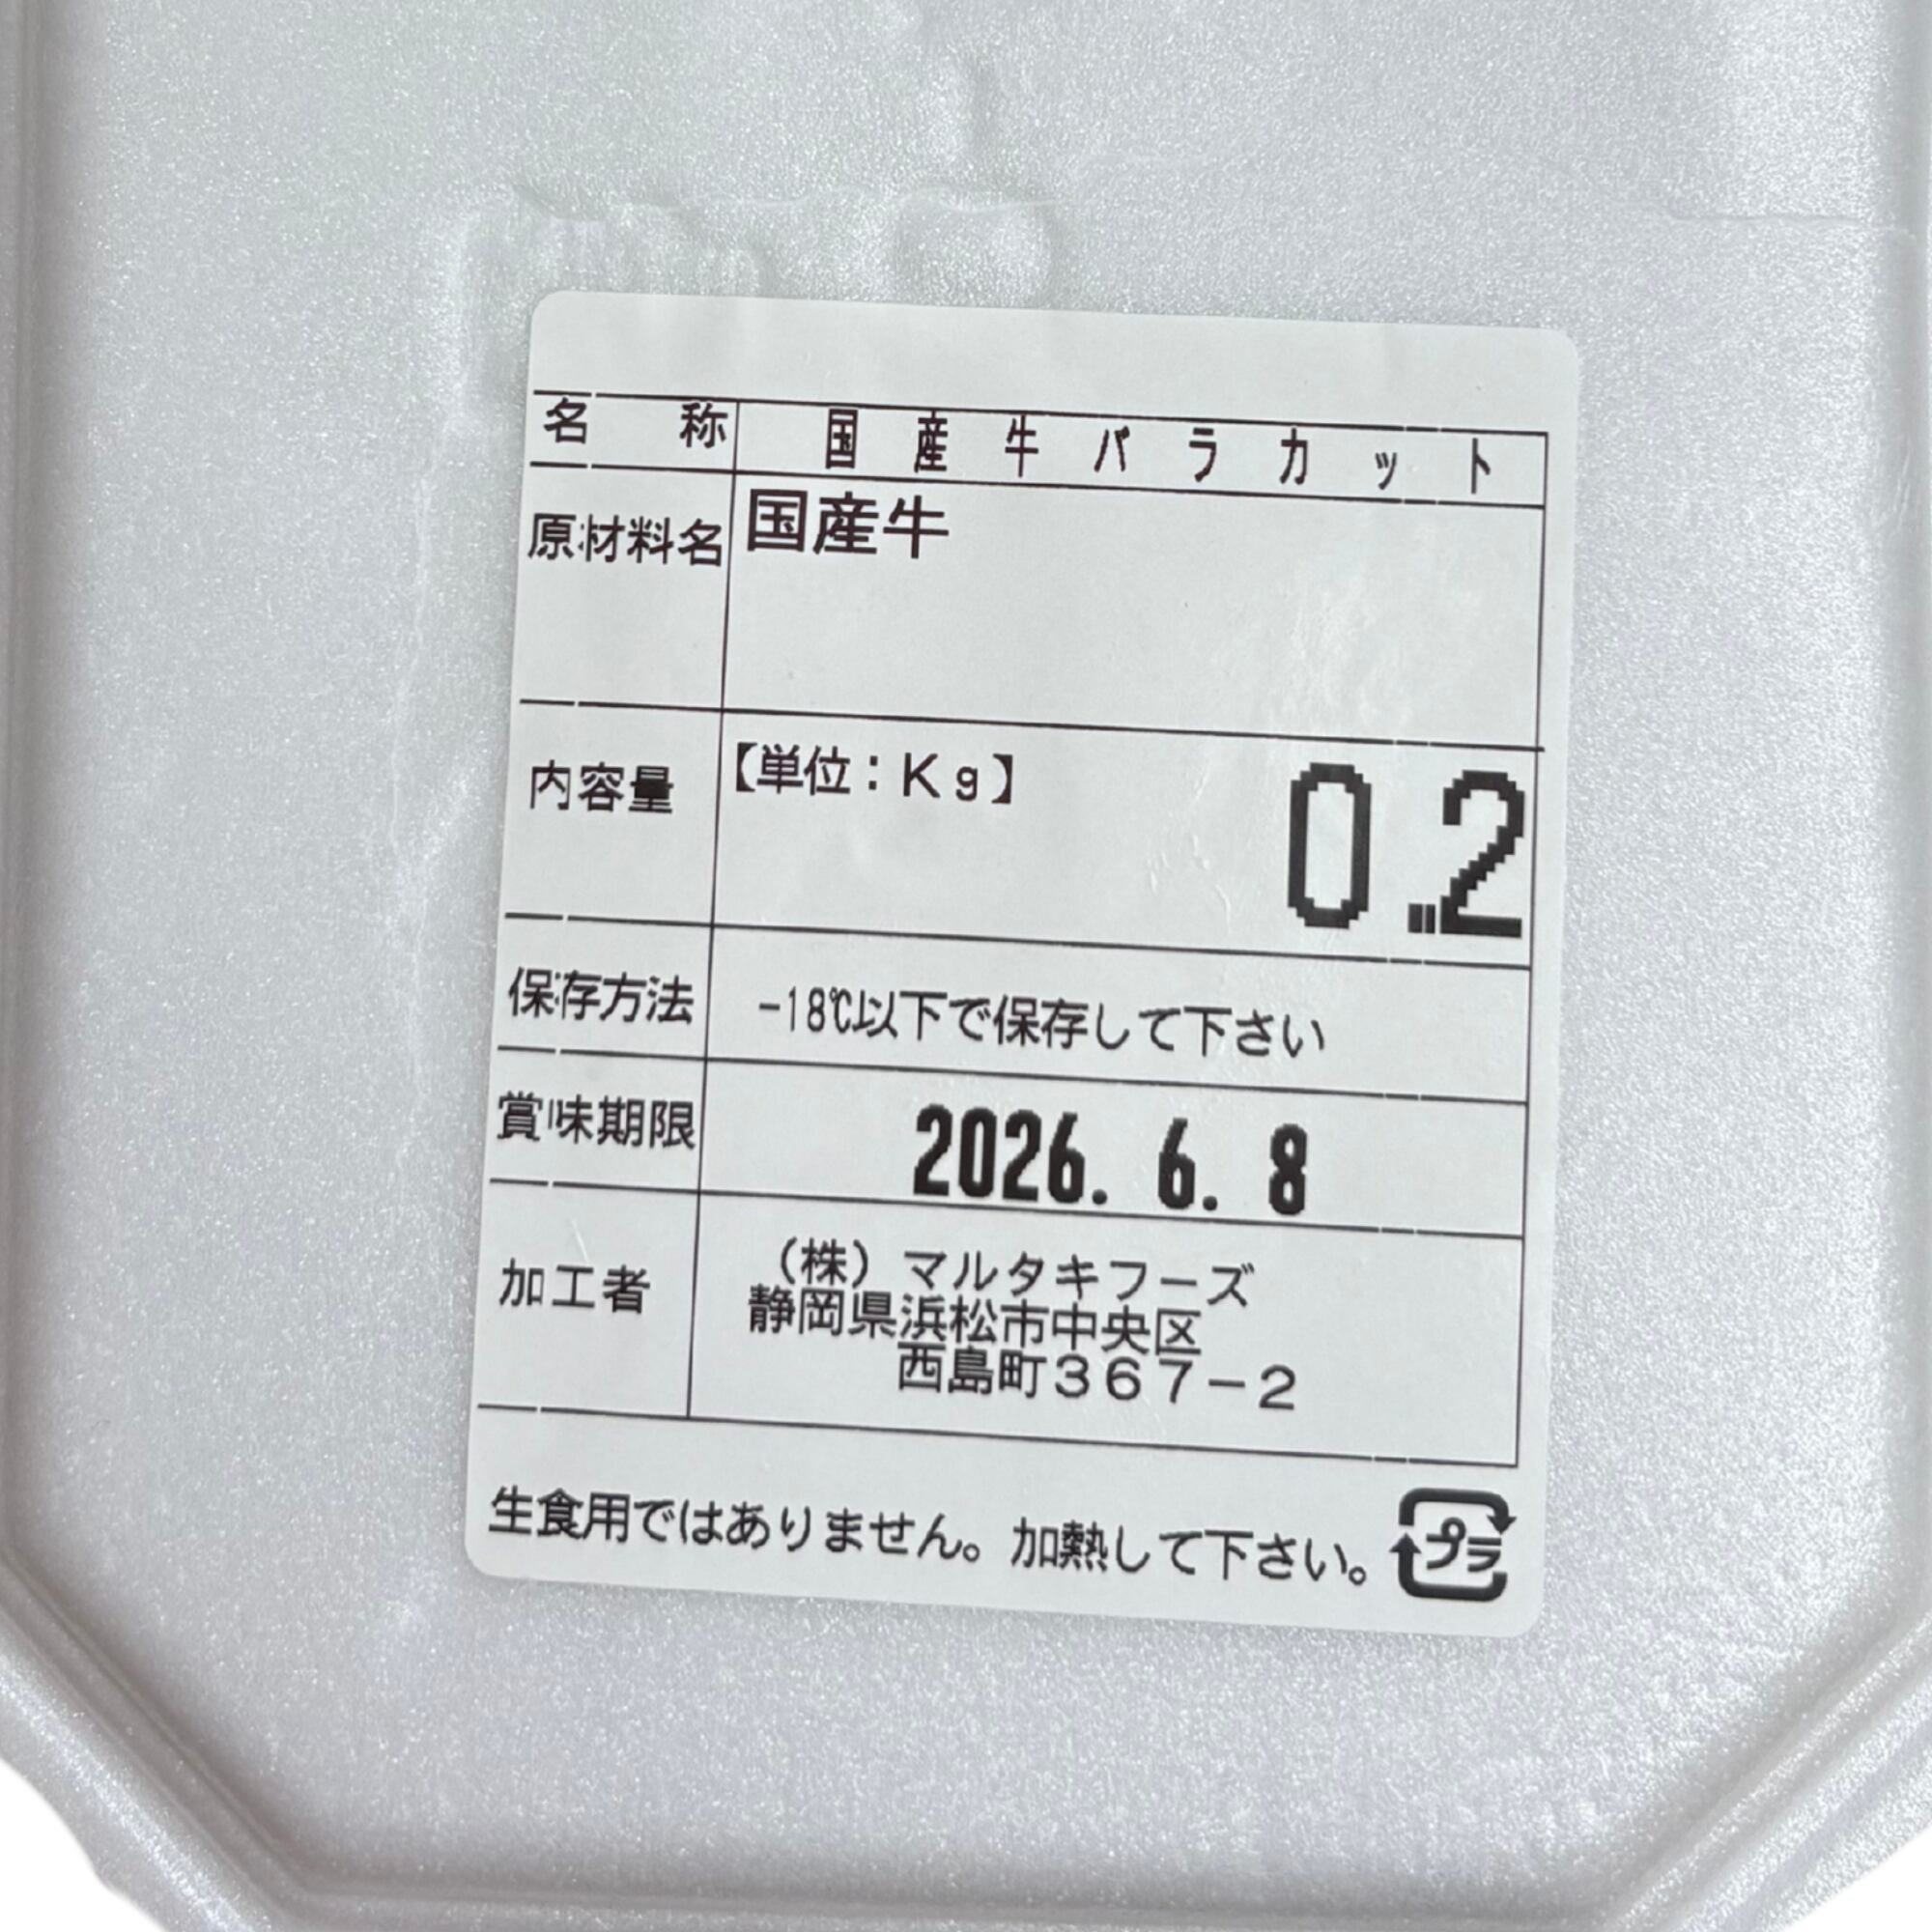 名称 国産牛バラカット
原材料名 国産牛
内容量 【単位：Kg】 0.2
保存方法 -18℃以下で保存して下さい
賞味期限 2026. 6. 8
加工者 （株）マルタキフーズ
静岡県浜松市中央区
西島町367-2
生食用ではありません。加熱して下さい。 プラ